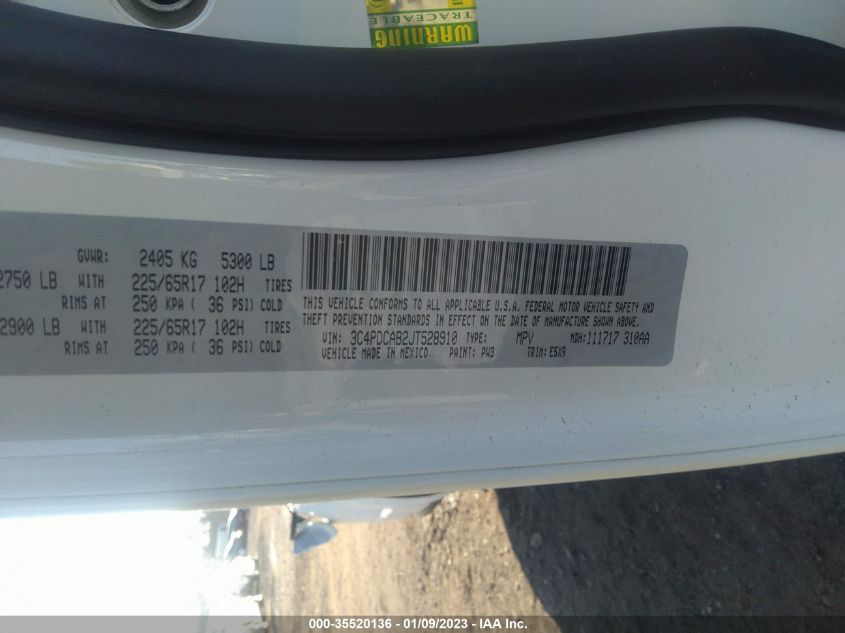 WARNING
TRACEABLE
GVWR: 2405 KG 5300 LB
2750 LB WITH 225/65R17 102H TIRES
RIMS AT 250 KPA ( 36 PSI) COLD
2900 LB WITH 225/65R17 102H TIRES
RIMS AT 250 KPA ( 36 PSI) COLD
THIS VEHICLE CONFORMS TO ALL APPLICABLE U.S.A. FEDERAL MOTOR VEHICLE SAFETY AND
THEFT PREVENTION STANDARDS IN EFFECT ON THE DATE OF MANUFACTURE SHOWN ABOVE.
VIN: 3C4PDCAB2JT528910 TYPE: MPV MDH: 111717 310AA
VEHICLE MADE IN MEXICO PAINT: PW3 TRIM: E5X9
000-35520136 - 01/09/2023 - IAA Inc.